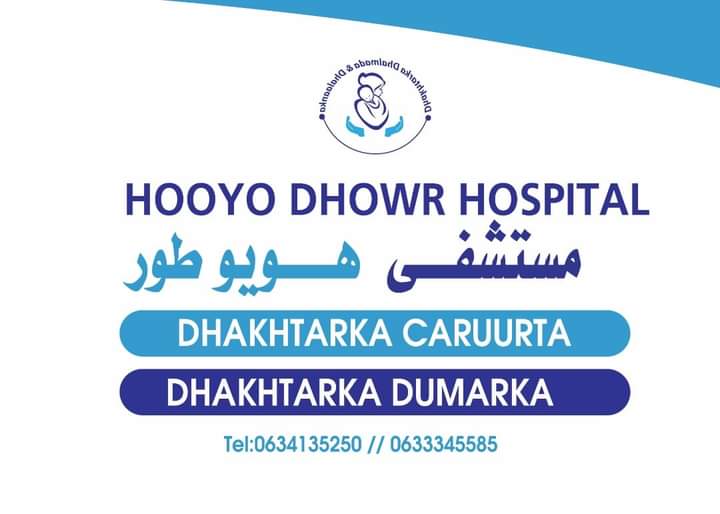 Dhakhtarka Dhalmada & Dhalaanka
HOOYO DHOWR HOSPITAL
مستشفى هويو طور
DHAKHTARKA CARUURTA
DHAKHTARKA DUMARKA
Tel:0634135250 // 0633345585